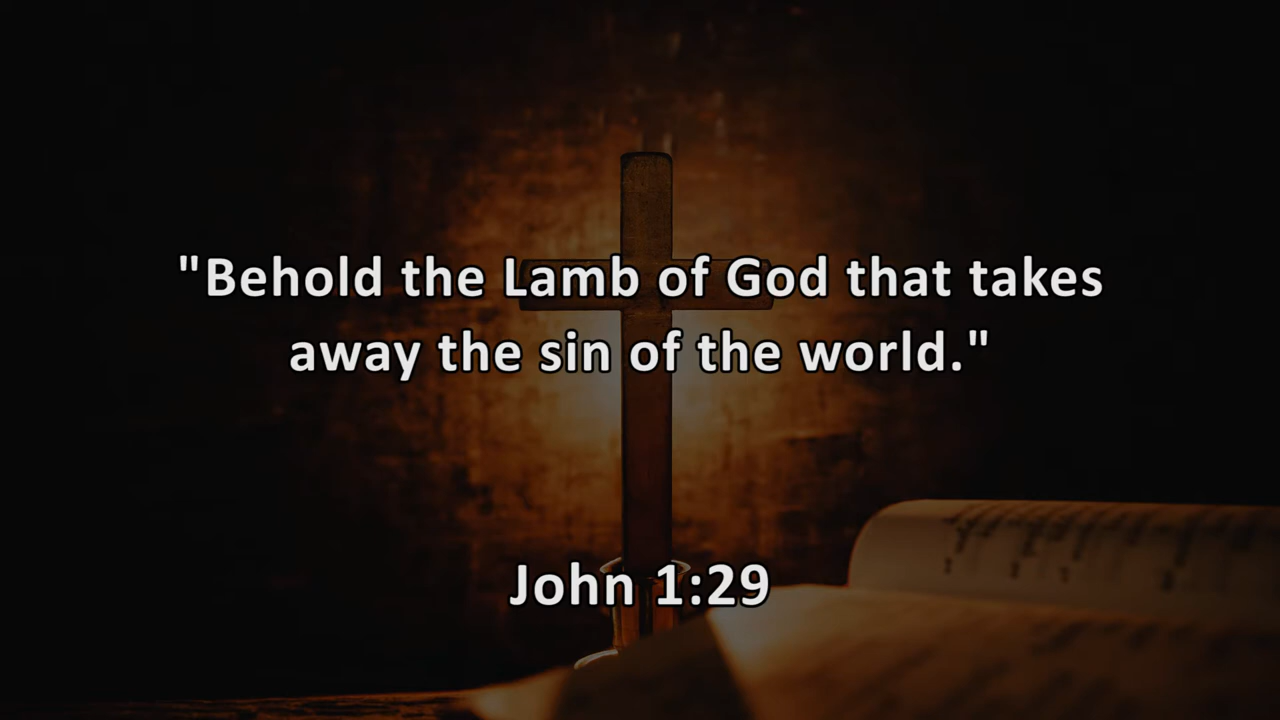 "Behold the Lamb of God that takes
away the sin of the world."
John 1:29